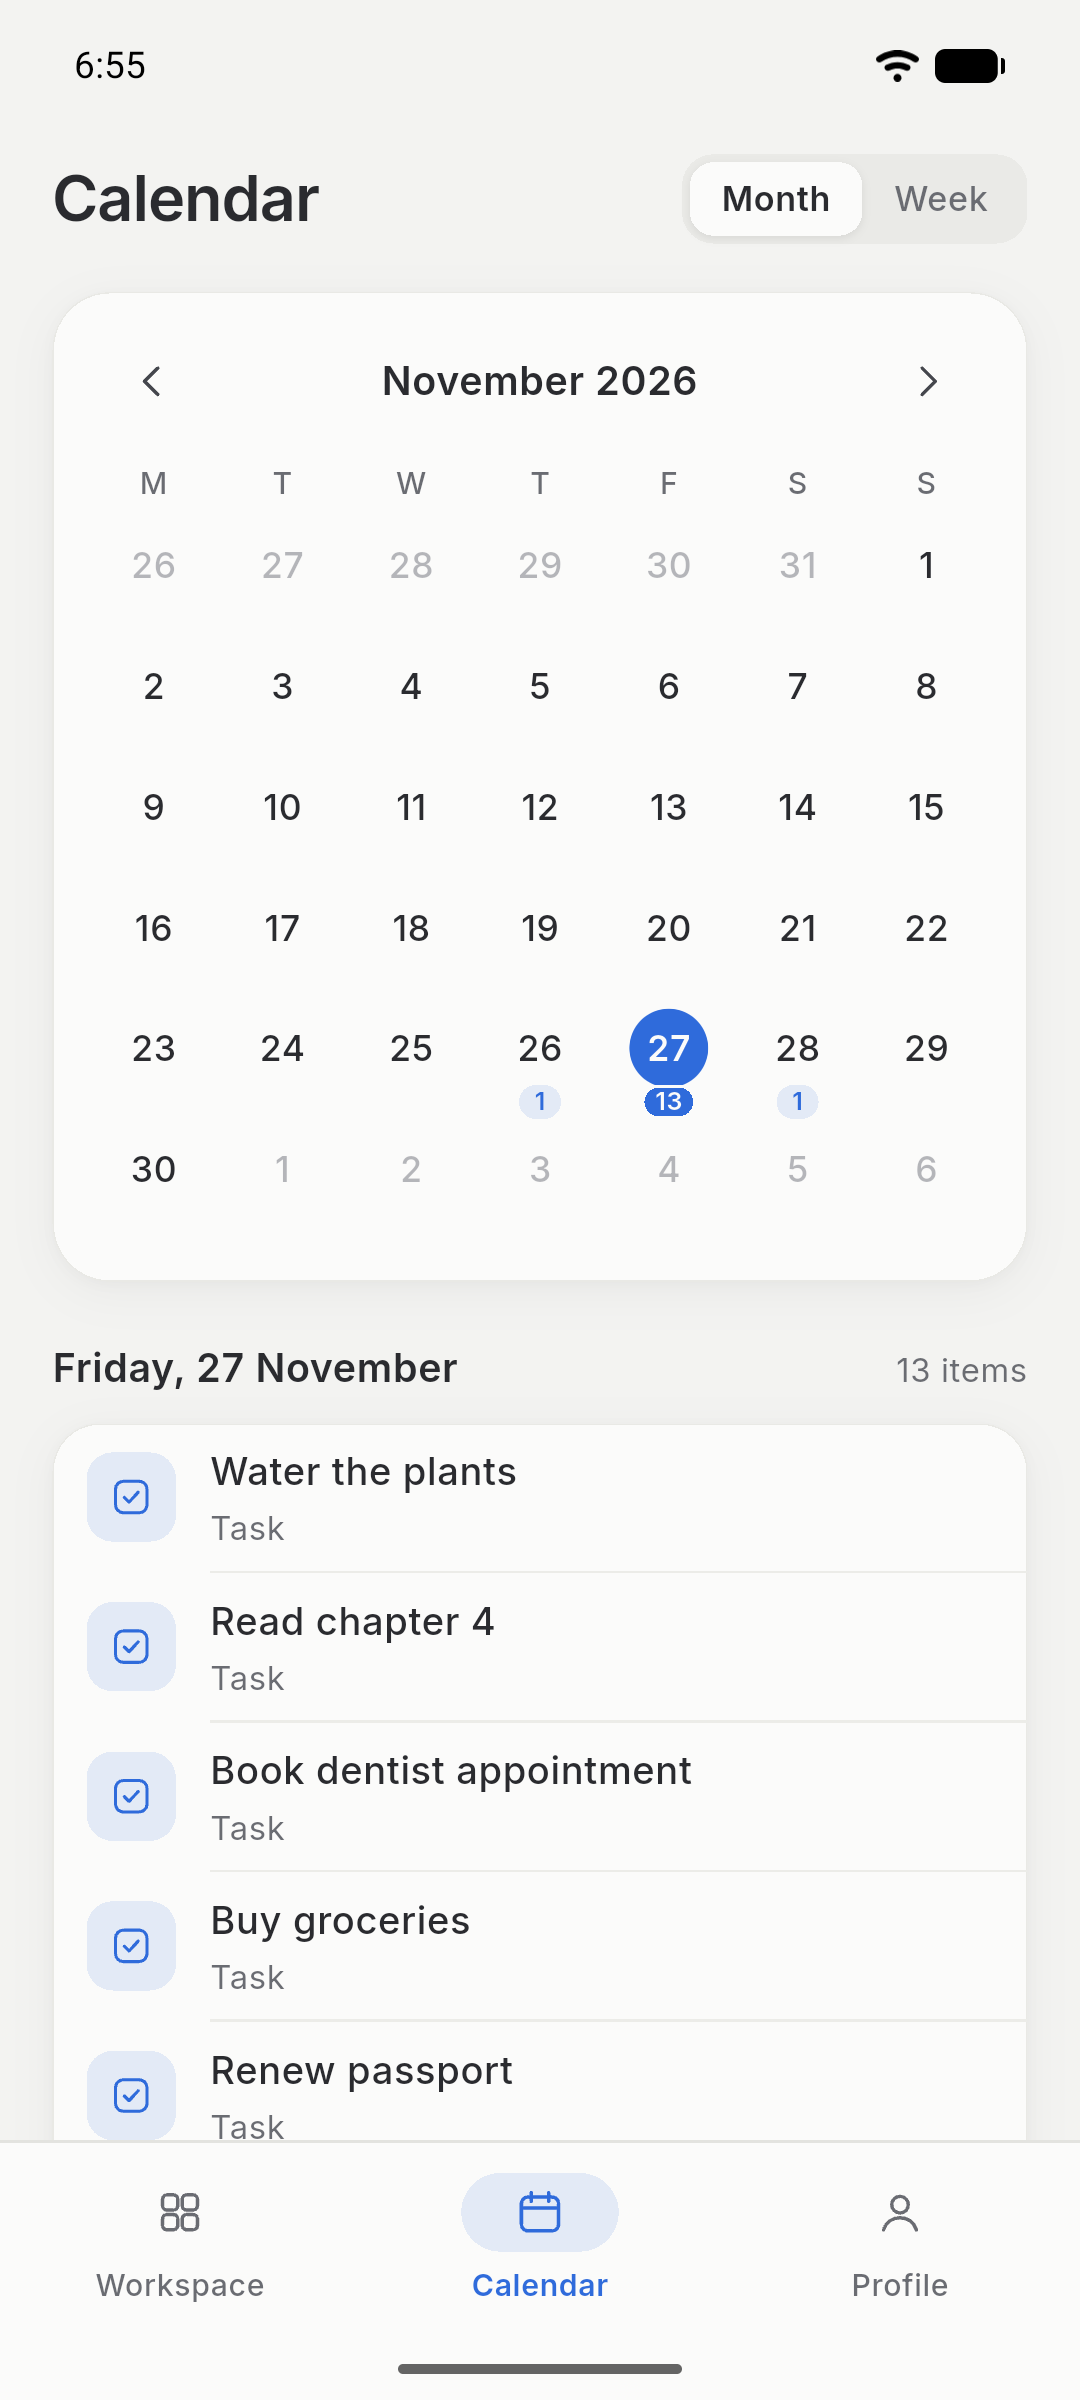 6:55
Calendar
Month Week
November 2026
M T W T F S S
26 27 28 29 30 31 1
2 3 4 5 6 7 8
9 10 11 12 13 14 15
16 17 18 19 20 21 22
23 24 25 26 27 28 29
1 13 1
30 1 2 3 4 5 6
Friday, 27 November 13 items
Water the plants
Task
Read chapter 4
Task
Book dentist appointment
Task
Buy groceries
Task
Renew passport
Task
Workspace Calendar Profile